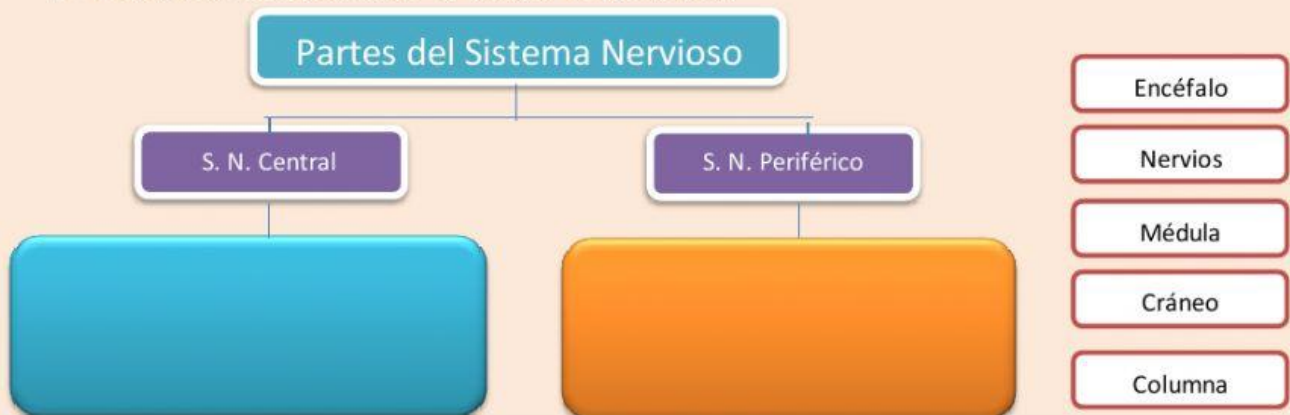 Partes del Sistema Nervioso
S. N. Central
S. N. Periférico
Encéfalo
Nervios
Médula
Cráneo
Columna